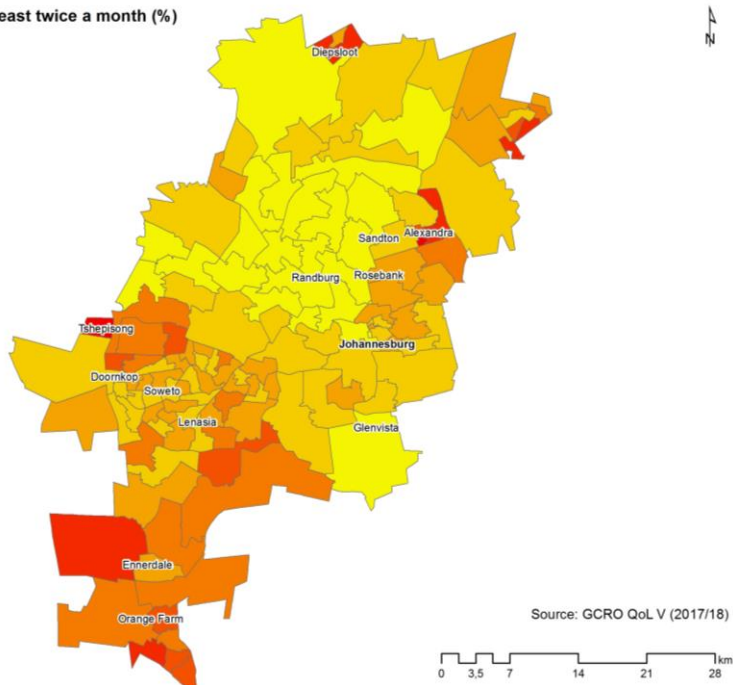 east twice a month (%)
N
Diepsloot
Sandton
Alexandra
Randburg
Rosebank
Tshepisong
Johannesburg
Doornkop
Soweto
Lenasia
Glenvista
Ennerdale
Orange Farm
Source: GCRO QoL V (2017/18)
km
0 3,5 7 14 21 28